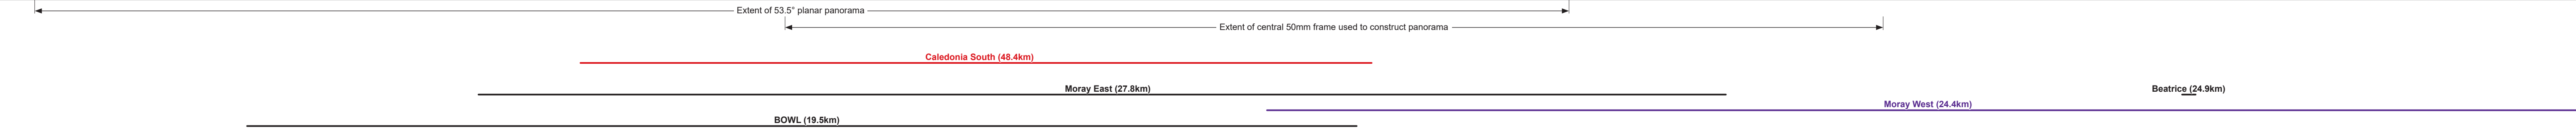 Extent of 53.5° planar panorama
Extent of central 50mm frame used to construct panorama
Caledonia South (48.4km)
Moray East (27.8km)
Beatrice (24.9km)
Moray West (24.4km)
BOWL (19.5km)